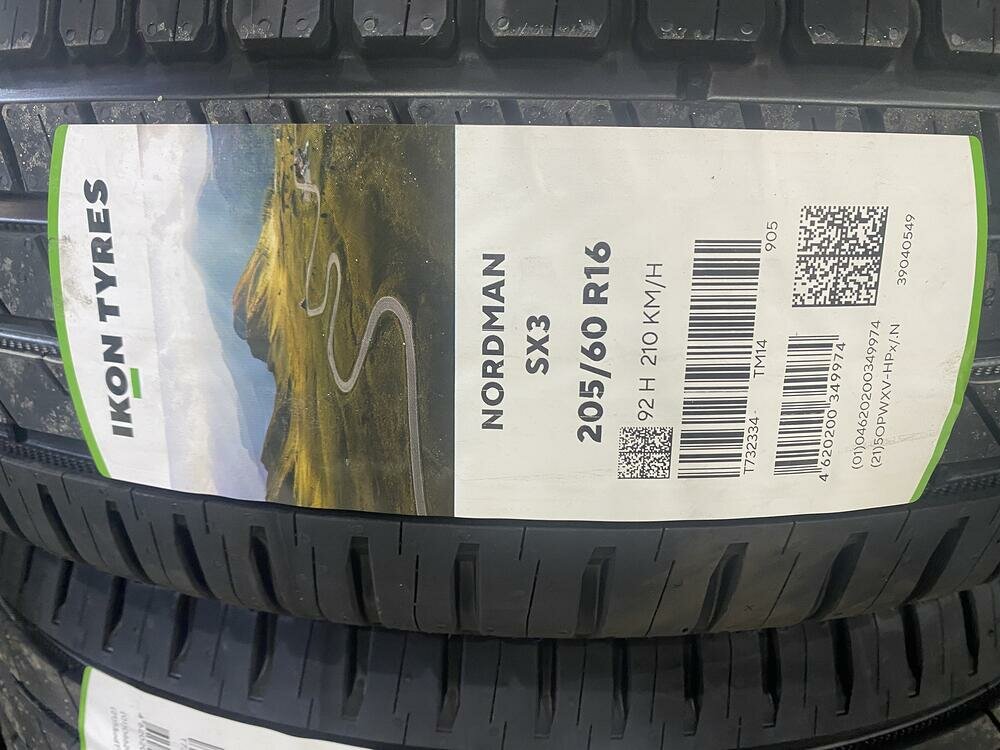 IKON TYRES
NORDMAN
SX3
205/60 R16
92 H 210 KM/H
T732334
TM14
905
4 620200 349974
39040549
(01)04620200349974
(21)5OPWXV-HPx/.N